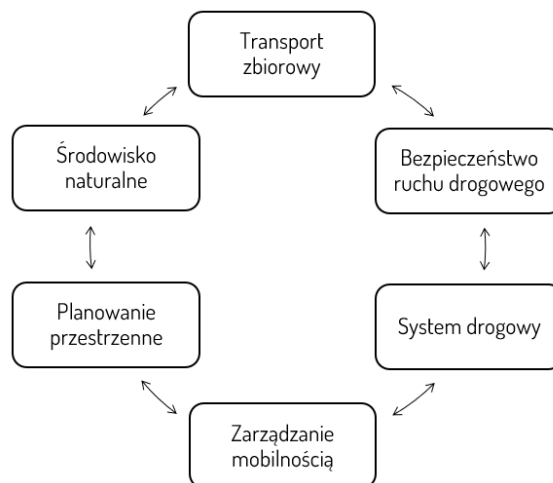 Transport
zbiorowy
Środowisko
naturalne
Bezpieczeństwo
ruchu drogowego
Planowanie
przestrzenne
System drogowy
Zarządzanie
mobilnością